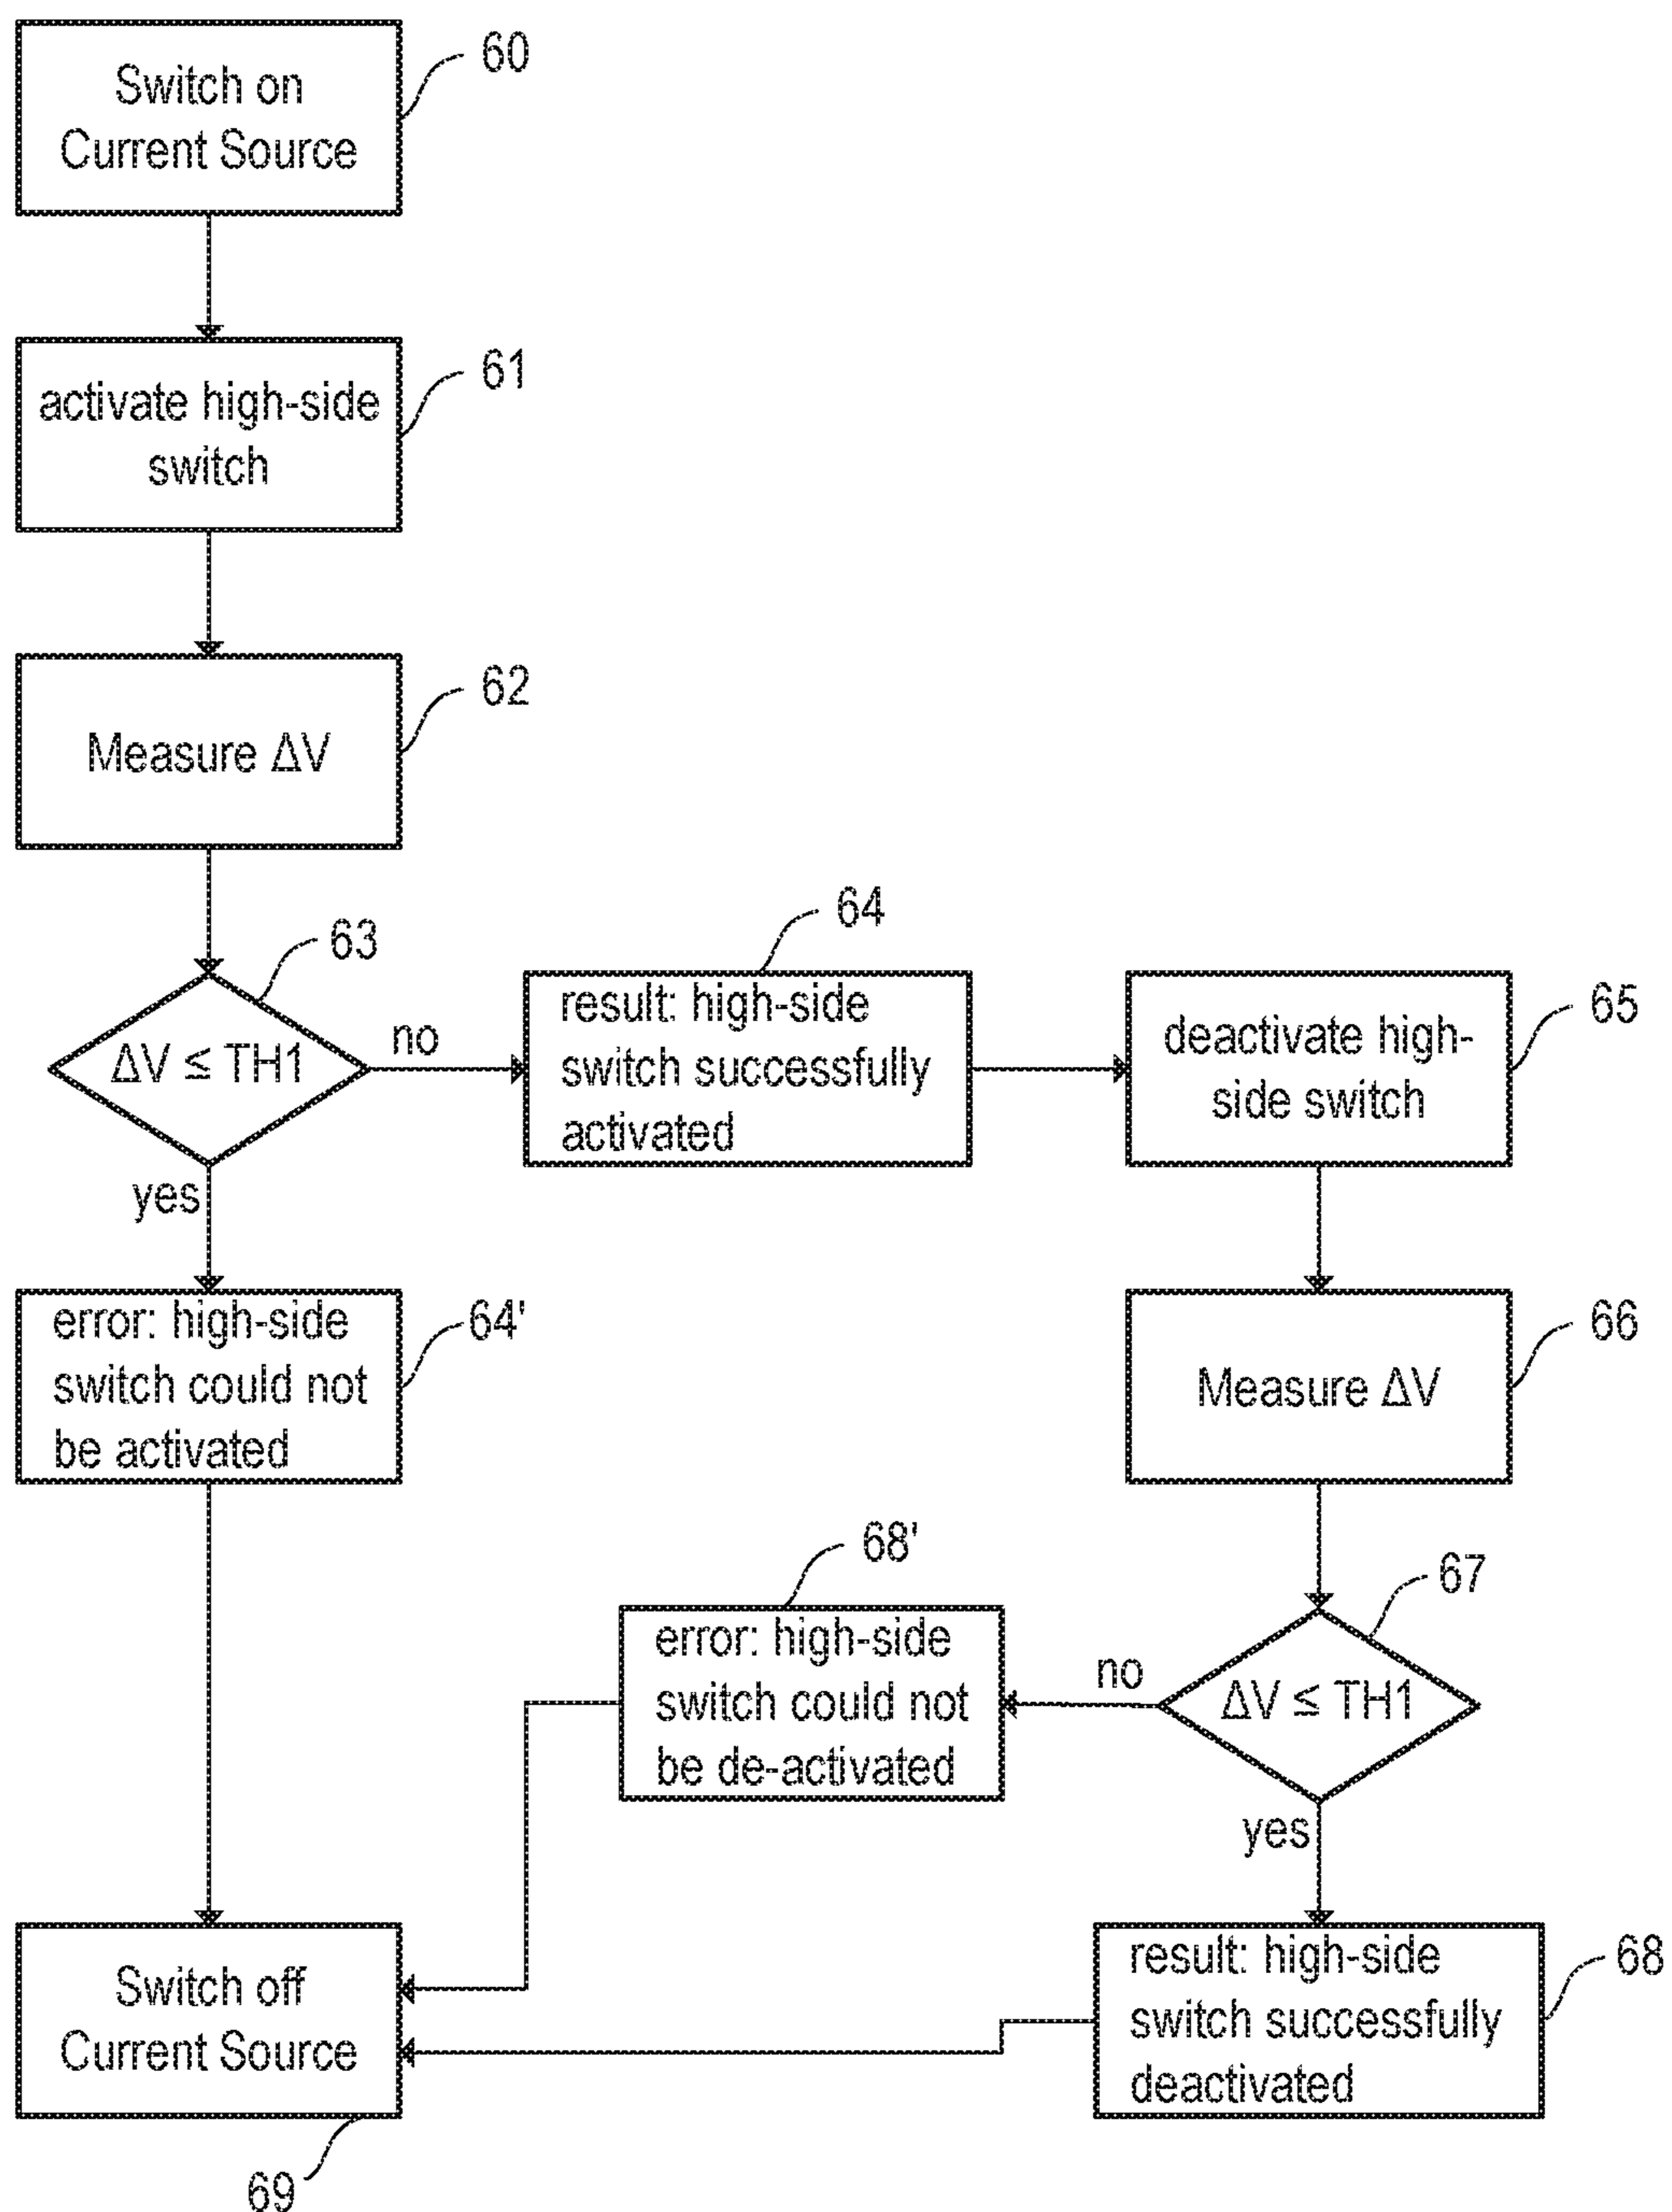 Switch on
Current Source
60
activate high-side
switch
61
Measure ΔV
62
63
ΔV ≤ TH1
no
yes
64
result: high-side
switch successfully
activated
deactivate high-
side switch
65
error: high-side
switch could not
be activated
64'
Measure ΔV
66
67
ΔV ≤ TH1
no
yes
68'
error: high-side
switch could not
be de-activated
result: high-side
switch successfully
deactivated
68
Switch off
Current Source
69